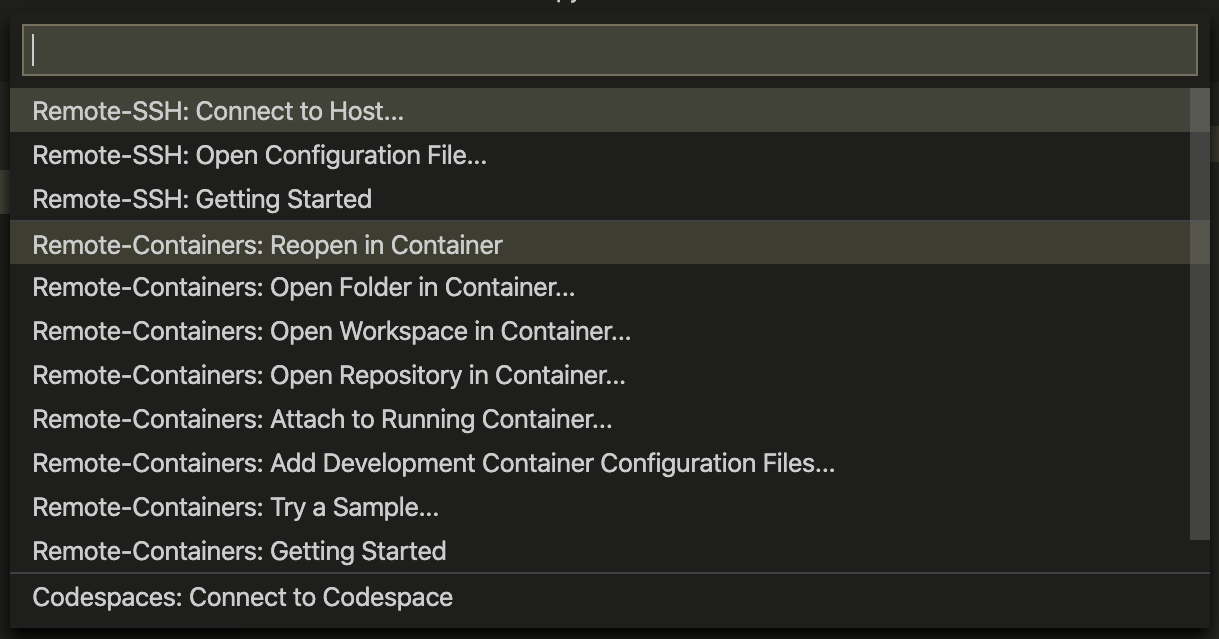 Remote-SSH: Connect to Host...
Remote-SSH: Open Configuration File...
Remote-SSH: Getting Started
Remote-Containers: Reopen in Container
Remote-Containers: Open Folder in Container...
Remote-Containers: Open Workspace in Container...
Remote-Containers: Open Repository in Container...
Remote-Containers: Attach to Running Container...
Remote-Containers: Add Development Container Configuration Files...
Remote-Containers: Try a Sample...
Remote-Containers: Getting Started
Codespaces: Connect to Codespace